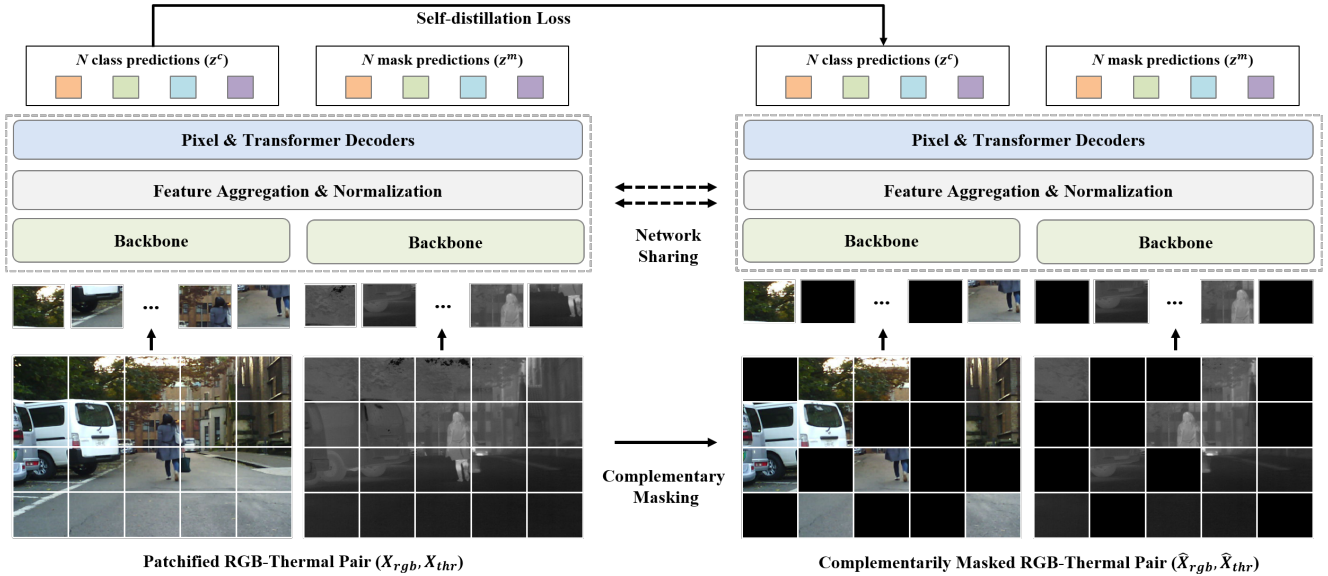 Self-distillation Loss
N class predictions (z^c)
N mask predictions (z^m)
N class predictions (z^c)
N mask predictions (z^m)
Pixel & Transformer Decoders
Pixel & Transformer Decoders
Feature Aggregation & Normalization
Feature Aggregation & Normalization
Backbone
Backbone
Network
Sharing
Backbone
Backbone
...
...
...
...
Complementary
Masking
Patchified RGB-Thermal Pair (X_rgb, X_thr)
Complementarily Masked RGB-Thermal Pair (X̂_rgb, X̂_thr)